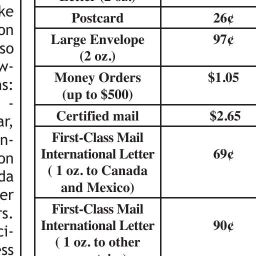 Postcard 26¢
Large Envelope 97¢
(2 oz.)
Money Orders $1.05
(up to $500)
Certified mail $2.65
First-Class Mail
International Letter 69¢
( 1 oz. to Canada
and Mexico)
First-Class Mail
International Letter 90¢
( 1 oz. to other